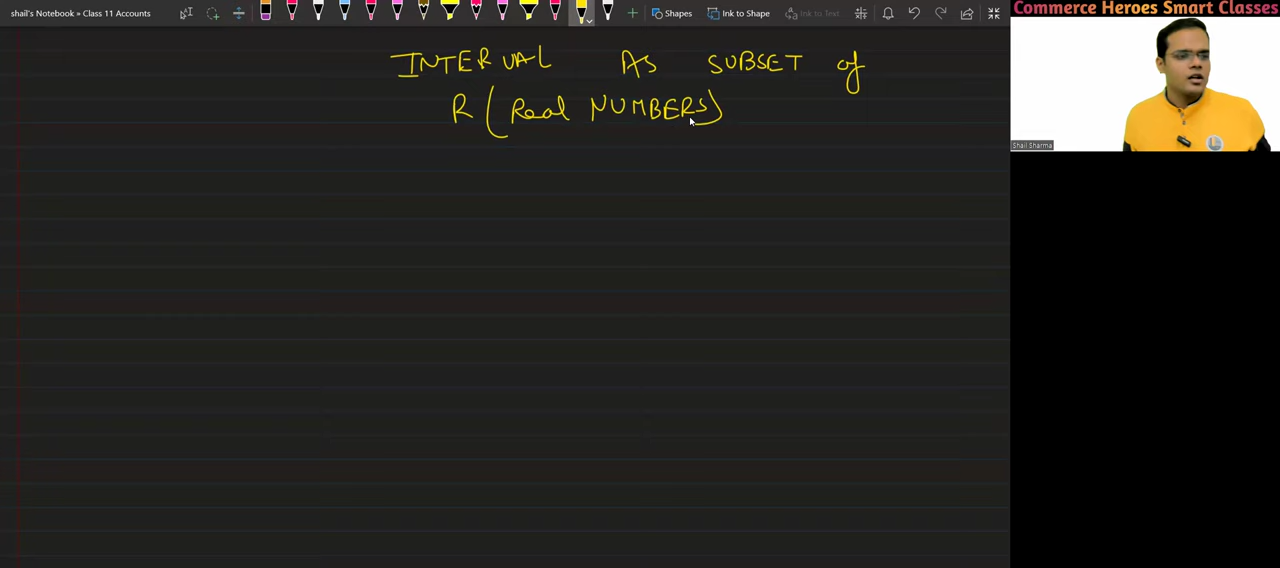 shail's Notebook » Class 11 Accounts
Shapes
Ink to Shape
Ink to Text
Commerce Heroes Smart Classes
INTERVAL AS SUBSET of
R (Real NUMBERS)
Shail Sharma